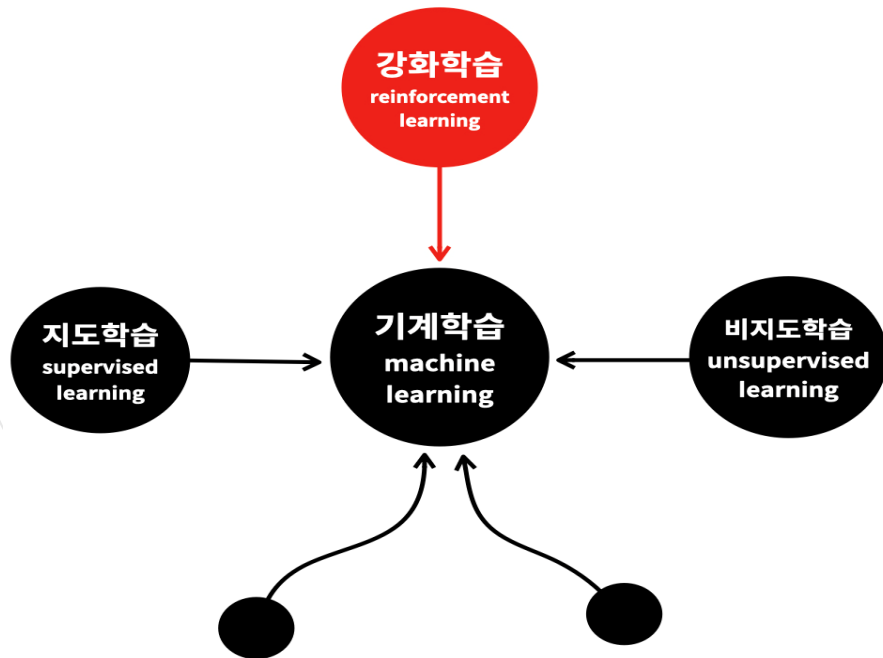 강화학습
reinforcement
learning
지도학습
supervised
learning
기계학습
machine
learning
비지도학습
unsupervised
learning